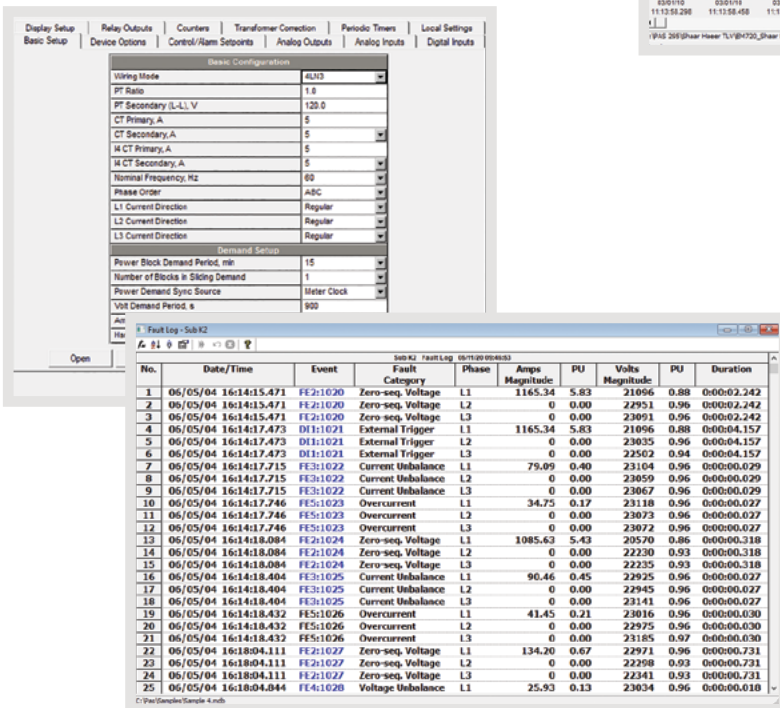 03/01/10
11:13:58.298 11:13:58.458
Display Setup Relay Outputs Counters Transformer Correction Periodic Timers Local Settings
Basic Setup Device Options Control/Alarm Setpoints Analog Outputs Analog Inputs Digital Inputs
Basic Configuration
Wiring Mode 4LN3
PT Ratio 1.0
PT Secondary (L-L), V 120.0
CT Primary, A 5
CT Secondary, A 5
I4 CT Primary, A 5
I4 CT Secondary, A 5
Nominal Frequency, Hz 60
Phase Order ABC
L1 Current Direction Regular
L2 Current Direction Regular
L3 Current Direction Regular
Demand Setup
Power Block Demand Period, min 15
Number of Blocks in Sliding Demand 1
Power Demand Sync Source Meter Clock
Volt Demand Period, s 900
Open
Fault Log - Sub K2
Sub K2 Fault Log
No. Date/Time Event Fault Category Phase Amps Magnitude PU Volts Magnitude PU Duration
1 06/05/04 16:14:15.471 FE2:1020 Zero-seq. Voltage L1 1165.34 5.83 21096 0.88 0:00:02.242
2 06/05/04 16:14:15.471 FE2:1020 Zero-seq. Voltage L2 0 0.00 22951 0.96 0:00:02.242
3 06/05/04 16:14:15.471 FE2:1020 Zero-seq. Voltage L3 0 0.00 23091 0.96 0:00:02.242
4 06/05/04 16:14:17.473 DI1:1021 External Trigger L1 1165.34 5.83 21096 0.88 0:00:04.157
5 06/05/04 16:14:17.473 DI1:1021 External Trigger L2 0 0.00 23035 0.96 0:00:04.157
6 06/05/04 16:14:17.473 DI1:1021 External Trigger L3 0 0.00 22502 0.94 0:00:04.157
7 06/05/04 16:14:17.715 FE3:1022 Current Unbalance L1 79.09 0.40 23104 0.96 0:00:00.029
8 06/05/04 16:14:17.715 FE3:1022 Current Unbalance L2 0 0.00 23059 0.96 0:00:00.029
9 06/05/04 16:14:17.715 FE3:1022 Current Unbalance L3 0 0.00 23067 0.96 0:00:00.029
10 06/05/04 16:14:17.746 FE5:1023 Overcurrent L1 34.75 0.17 23118 0.96 0:00:00.027
11 06/05/04 16:14:17.746 FE5:1023 Overcurrent L2 0 0.00 23073 0.96 0:00:00.027
12 06/05/04 16:14:17.746 FE5:1023 Overcurrent L3 0 0.00 23072 0.96 0:00:00.027
13 06/05/04 16:14:18.084 FE2:1024 Zero-seq. Voltage L1 1085.63 5.43 20570 0.86 0:00:00.318
14 06/05/04 16:14:18.084 FE2:1024 Zero-seq. Voltage L2 0 0.00 22230 0.93 0:00:00.318
15 06/05/04 16:14:18.084 FE2:1024 Zero-seq. Voltage L3 0 0.00 22235 0.93 0:00:00.318
16 06/05/04 16:14:18.404 FE3:1025 Current Unbalance L1 90.46 0.45 22925 0.96 0:00:00.027
17 06/05/04 16:14:18.404 FE3:1025 Current Unbalance L2 0 0.00 22945 0.96 0:00:00.027
18 06/05/04 16:14:18.404 FE3:1025 Current Unbalance L3 0 0.00 23141 0.96 0:00:00.027
19 06/05/04 16:14:18.432 FE5:1026 Overcurrent L1 41.45 0.21 23016 0.96 0:00:00.030
20 06/05/04 16:14:18.432 FE5:1026 Overcurrent L2 0 0.00 22975 0.96 0:00:00.030
21 06/05/04 16:14:18.432 FE5:1026 Overcurrent L3 0 0.00 23185 0.97 0:00:00.030
22 06/05/04 16:18:04.111 FE2:1027 Zero-seq. Voltage L1 134.20 0.67 22971 0.96 0:00:00.731
23 06/05/04 16:18:04.111 FE2:1027 Zero-seq. Voltage L2 0 0.00 22298 0.93 0:00:00.731
24 06/05/04 16:18:04.111 FE2:1027 Zero-seq. Voltage L3 0 0.00 22341 0.93 0:00:00.731
25 06/05/04 16:18:04.844 FE4:1028 Voltage Unbalance L1 25.93 0.13 23034 0.96 0:00:00.018
C:\Pas\Samples\Sample 4.mdb